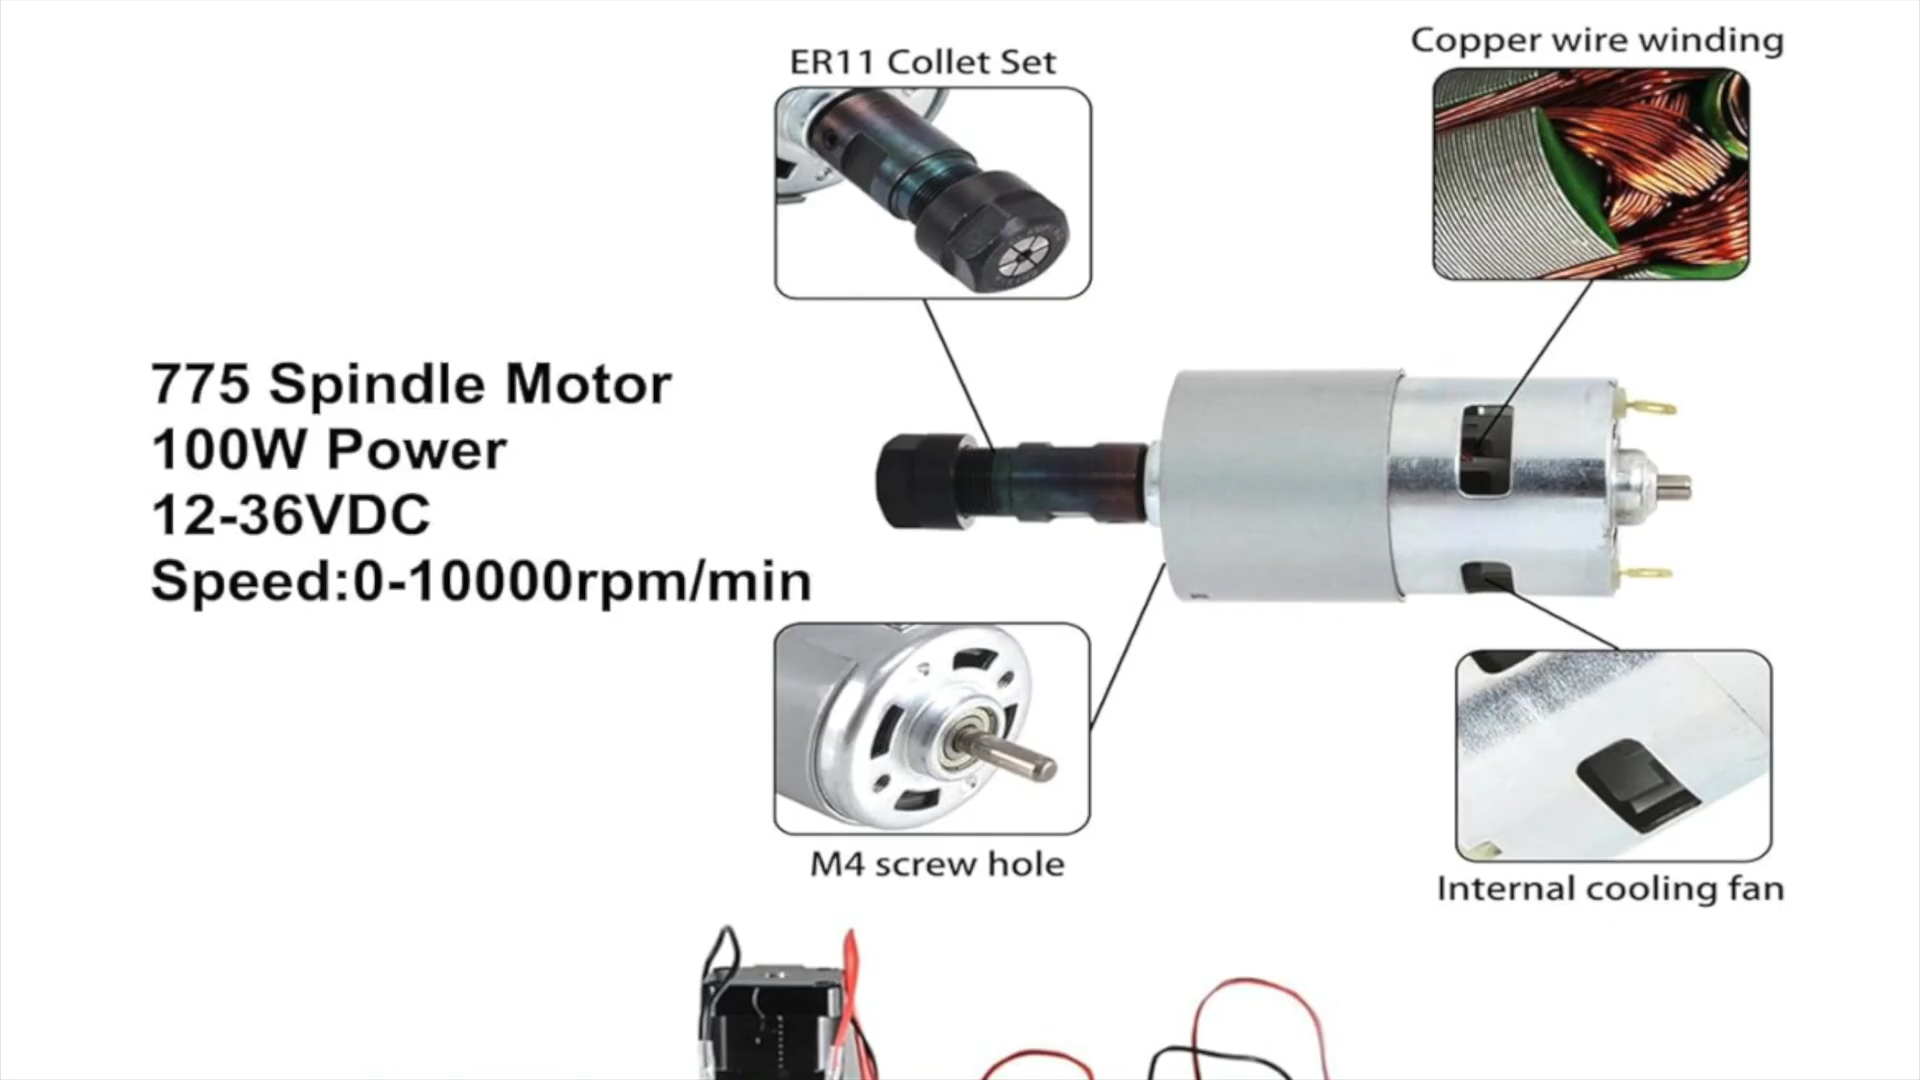 ER11 Collet Set
Copper wire winding
775 Spindle Motor
100W Power
12-36VDC
Speed:0-10000rpm/min
M4 screw hole
Internal cooling fan